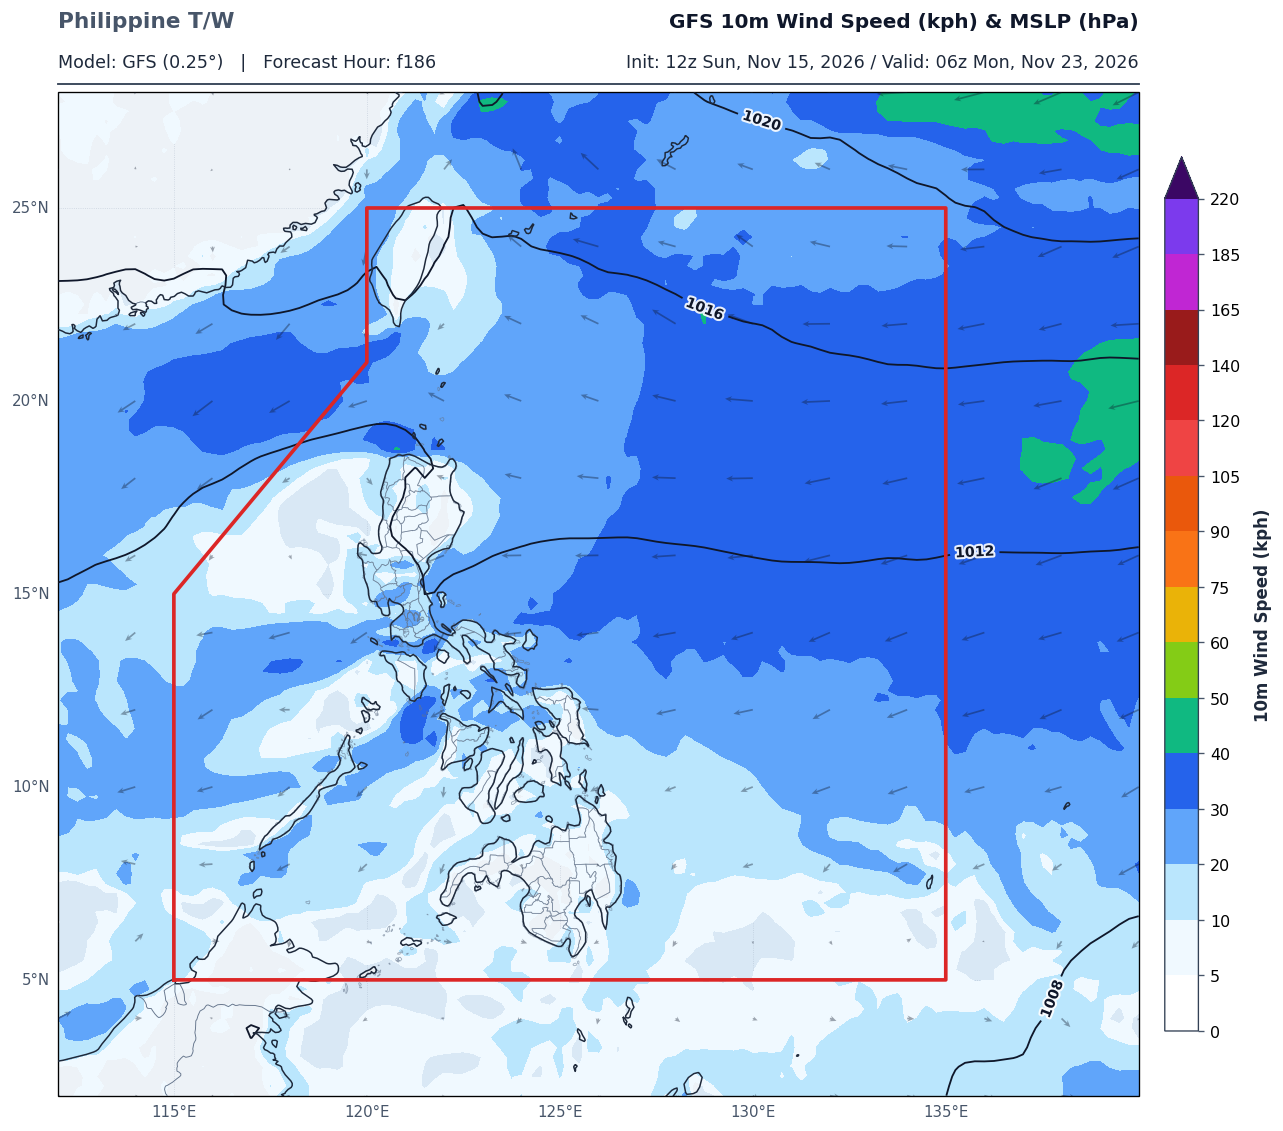 Philippine T/W
GFS 10m Wind Speed (kph) & MSLP (hPa)
Model: GFS (0.25°) | Forecast Hour: f186
Init: 12z Sun, Nov 15, 2026 / Valid: 06z Mon, Nov 23, 2026
1020
1016
1012
1008
25°N
20°N
15°N
10°N
5°N
115°E
120°E
125°E
130°E
135°E
220
185
165
140
120
105
90
75
60
50
40
30
20
10
5
0
10m Wind Speed (kph)